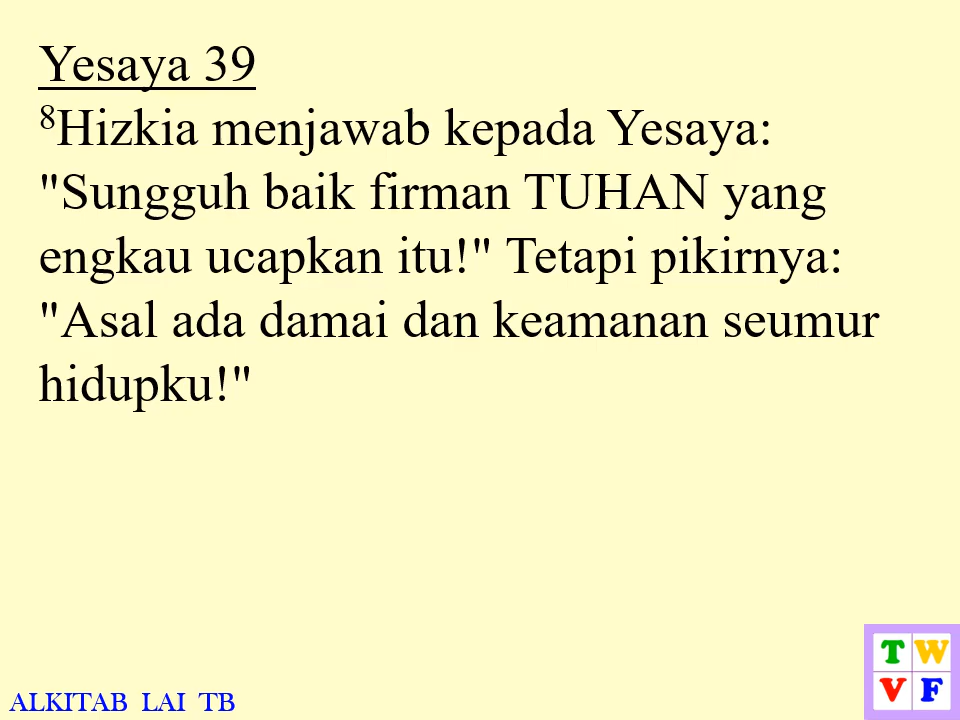 Yesaya 39
8Hizkia menjawab kepada Yesaya:
"Sungguh baik firman TUHAN yang
engkau ucapkan itu!" Tetapi pikirnya:
"Asal ada damai dan keamanan seumur
hidupku!"
T W
V F
ALKITAB LAI TB